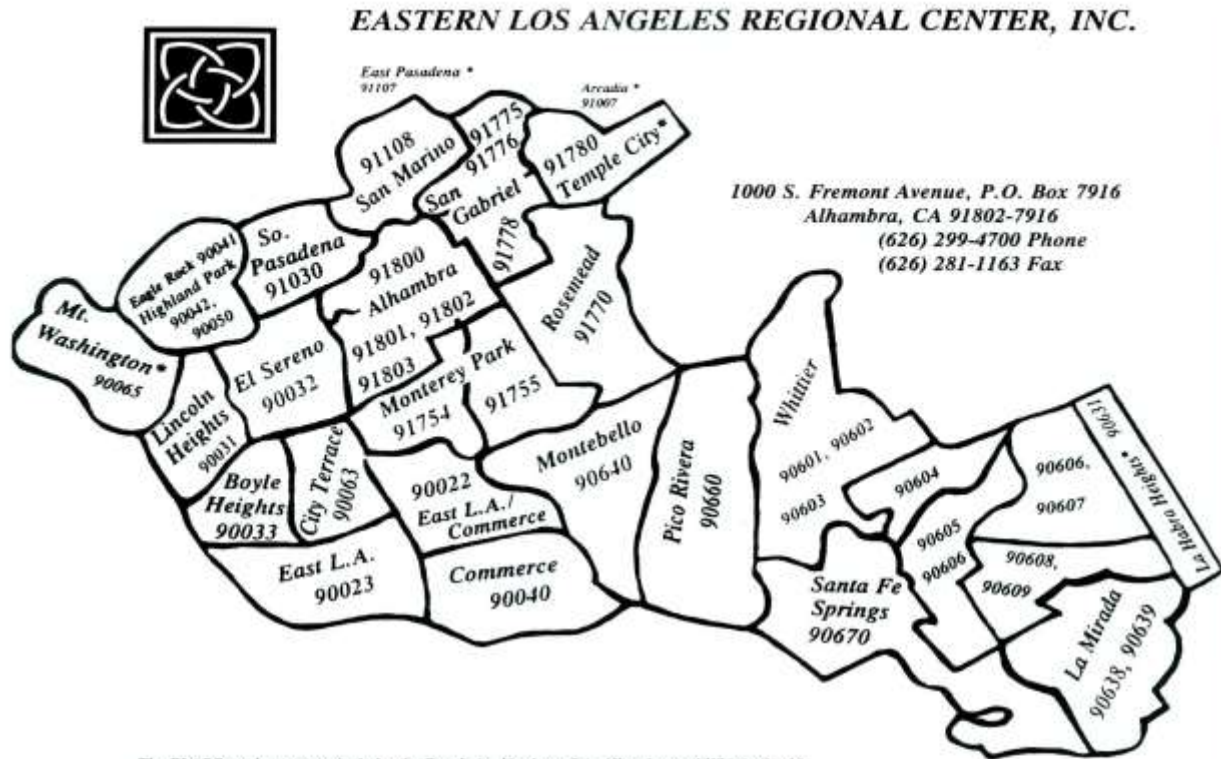 EASTERN LOS ANGELES REGIONAL CENTER, INC.
East Pasadena *
91107
Arcadia *
91007
91108
San Marino
91775
91776
San
Gabriel
91778
91780
Temple City*
1000 S. Fremont Avenue, P.O. Box 7916
Alhambra, CA 91802-7916
(626) 299-4700 Phone
(626) 281-1163 Fax
Eagle Rock 90041
Highland Park
90042,
90050
So.
Pasadena
91030
91800
Alhambra
91801, 91802
91803
Rosemead
91770
Mt.
Washington*
90065
Lincoln
Heights
90031
El Sereno
90032
Monterey Park
91754
91755
Boyle
Heights
90033
City Terrace
90063
90022
East L.A./
Commerce
Montebello
90640
Pico Rivera
90660
Whittier
90601, 90602
90603
90604
90605
90606
90606,
90607
90608,
90609
90631
La Habra Heights*
East L.A.
90023
Commerce
90040
Santa Fe
Springs
90670
La Mirada
90638, 90639